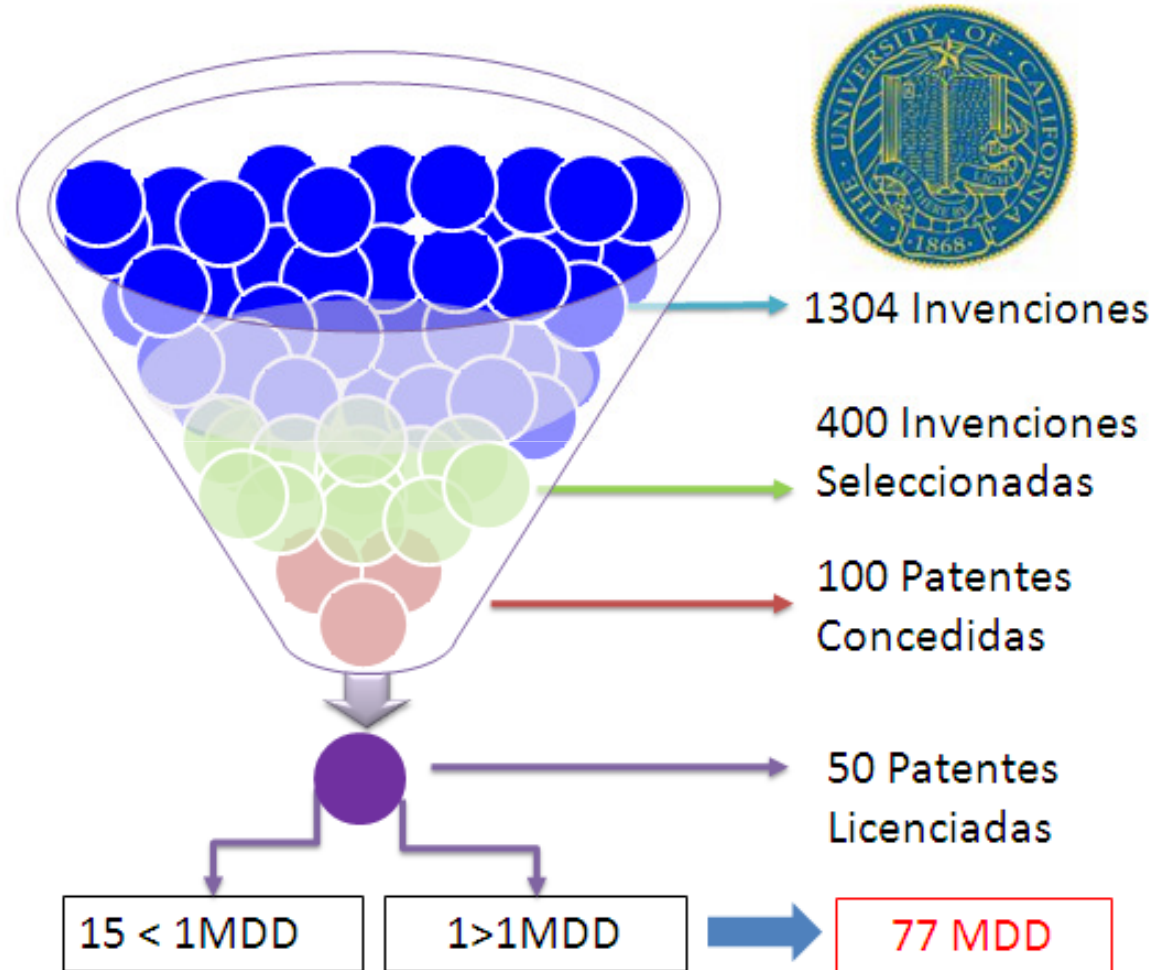 THE · UNIVERSITY · OF · CALIFORNIA
LET THERE BE
LIGHT
·1868·
1304 Invenciones
400 Invenciones
Seleccionadas
100 Patentes
Concedidas
50 Patentes
Licenciadas
15 < 1MDD
1>1MDD
77 MDD